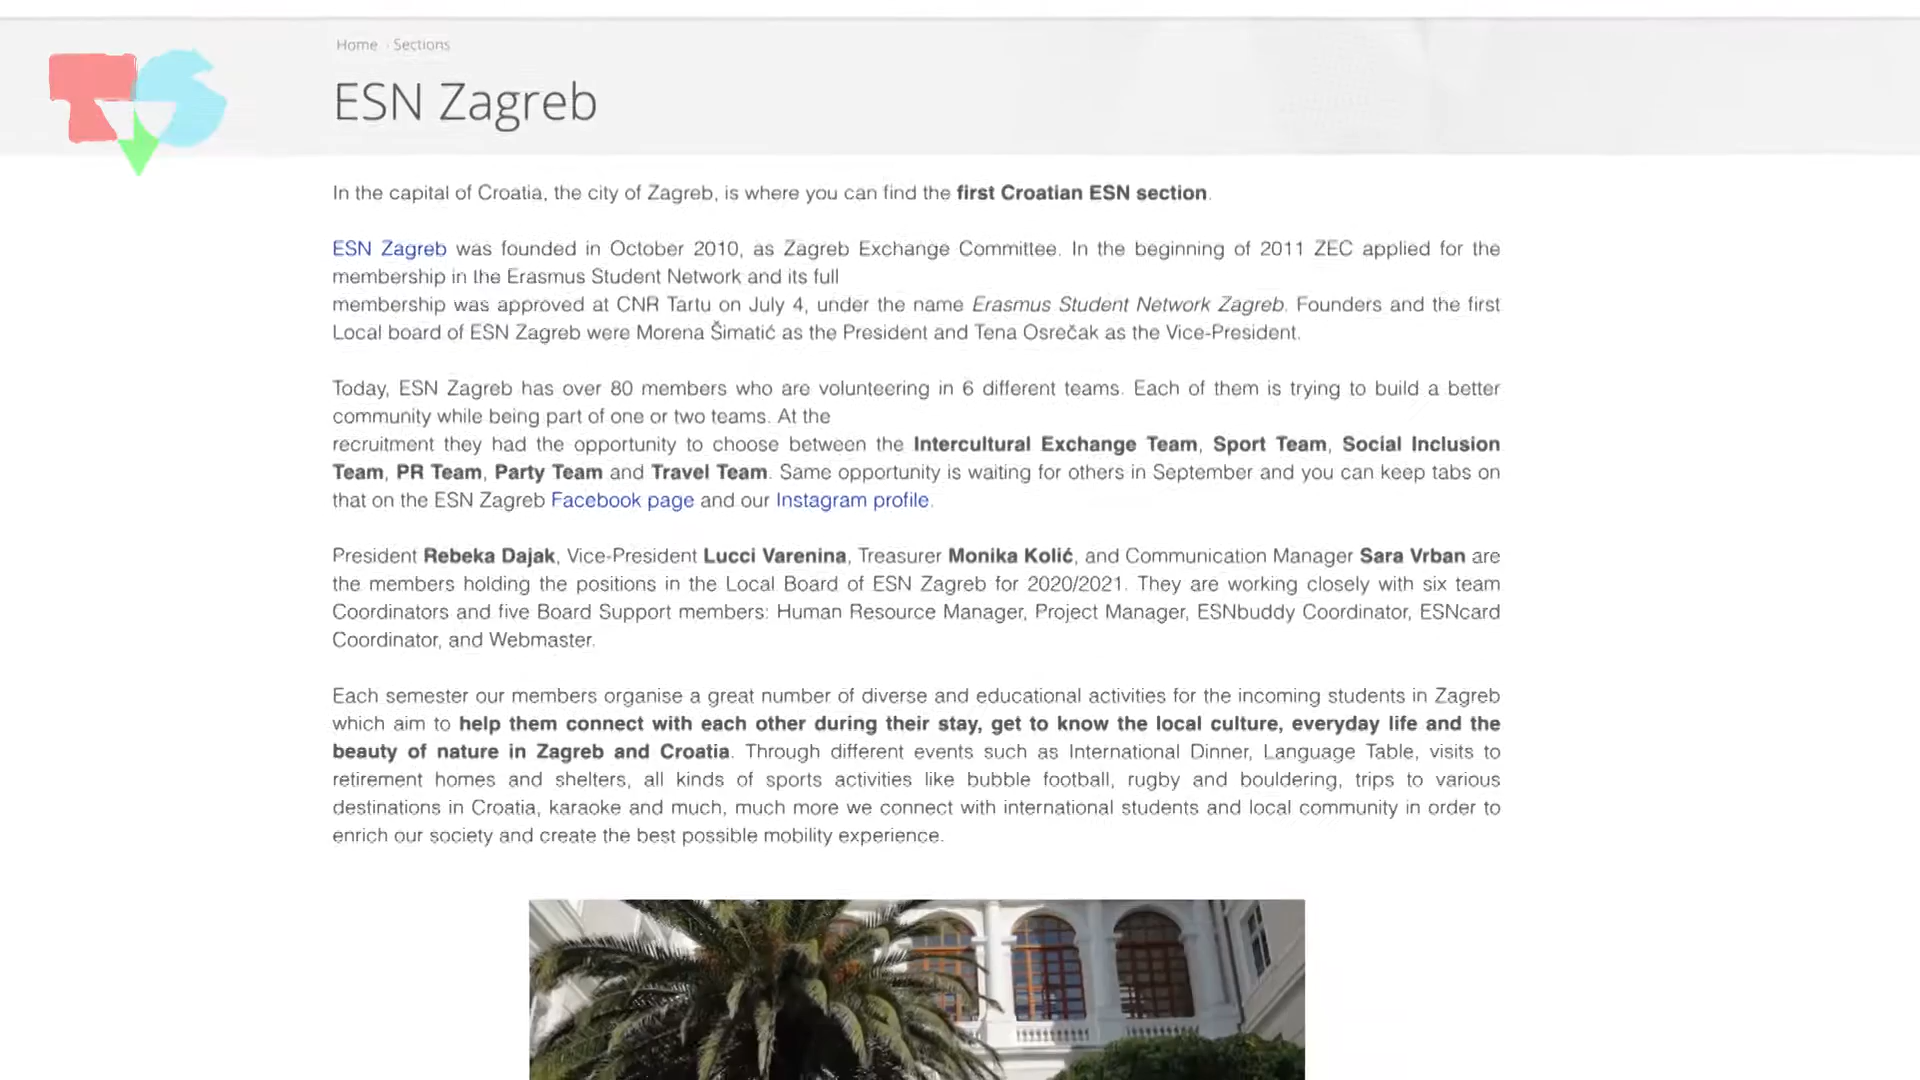 Home · Sections
TS
ESN Zagreb
In the capital of Croatia, the city of Zagreb, is where you can find the first Croatian ESN section.
ESN Zagreb was founded in October 2010, as Zagreb Exchange Committee. In the beginning of 2011 ZEC applied for the
membership in the Erasmus Student Network and its full
membership was approved at CNR Tartu on July 4, under the name Erasmus Student Network Zagreb. Founders and the first
Local board of ESN Zagreb were Morena Šimatić as the President and Tena Osrečak as the Vice-President.
Today, ESN Zagreb has over 80 members who are volunteering in 6 different teams. Each of them is trying to build a better
community while being part of one or two teams. At the
recruitment they had the opportunity to choose between the Intercultural Exchange Team, Sport Team, Social Inclusion
Team, PR Team, Party Team and Travel Team. Same opportunity is waiting for others in September and you can keep tabs on
that on the ESN Zagreb Facebook page and our Instagram profile.
President Rebeka Dajak, Vice-President Lucci Varenina, Treasurer Monika Kolić, and Communication Manager Sara Vrban are
the members holding the positions in the Local Board of ESN Zagreb for 2020/2021. They are working closely with six team
Coordinators and five Board Support members: Human Resource Manager, Project Manager, ESNbuddy Coordinator, ESNcard
Coordinator, and Webmaster.
Each semester our members organise a great number of diverse and educational activities for the incoming students in Zagreb
which aim to help them connect with each other during their stay, get to know the local culture, everyday life and the
beauty of nature in Zagreb and Croatia. Through different events such as International Dinner, Language Table, visits to
retirement homes and shelters, all kinds of sports activities like bubble football, rugby and bouldering, trips to various
destinations in Croatia, karaoke and much, much more we connect with international students and local community in order to
enrich our society and create the best possible mobility experience.